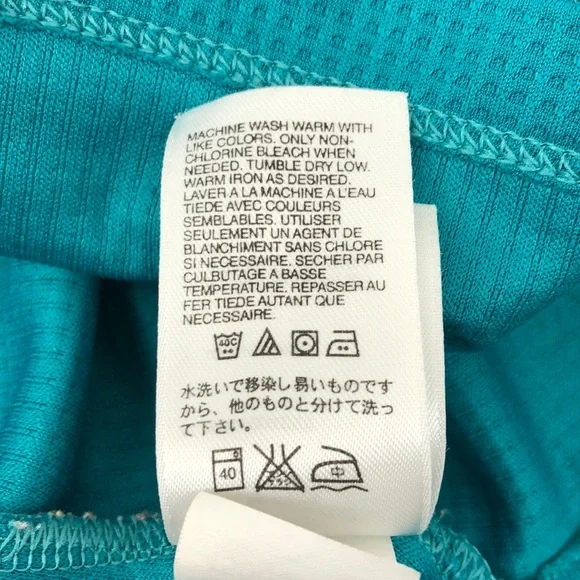 MACHINE WASH WARM WITH
LIKE COLORS. ONLY NON-
CHLORINE BLEACH WHEN
NEEDED. TUMBLE DRY LOW.
WARM IRON AS DESIRED.
LAVER A LA MACHINE A L'EAU
TIEDE AVEC COULEURS
SEMBLABLES. UTILISER
SEULEMENT UN AGENT DE
BLANCHIMENT SANS CHLORE
SI NECESSAIRE. SECHER PAR
CULBUTAGE A BASSE
TEMPERATURE. REPASSER AU
FER TIEDE AUTANT QUE
NECESSAIRE.
40C
水洗いで移染し易いものです
から、他のものと分けて洗っ
て下さい。
40 中